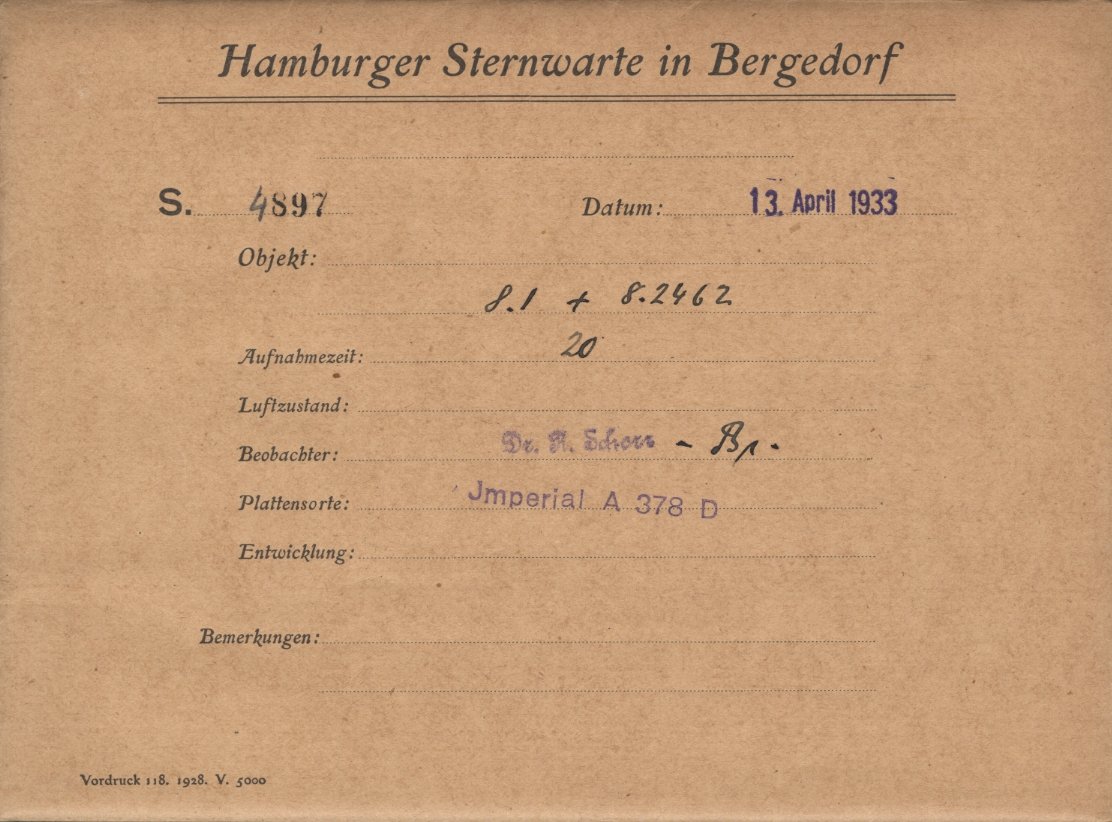 Hamburger Sternwarte in Bergedorf
S. 4897 Datum: 13. April 1933
Objekt:
8.1 + 8.2462
Aufnahmezeit: 20
Luftzustand:
Beobachter: Dr. R. Schorr -
Plattensorte: Jmperial A 378 D
Entwicklung:
Bemerkungen:
Vordruck 118. 1928. V. 5000